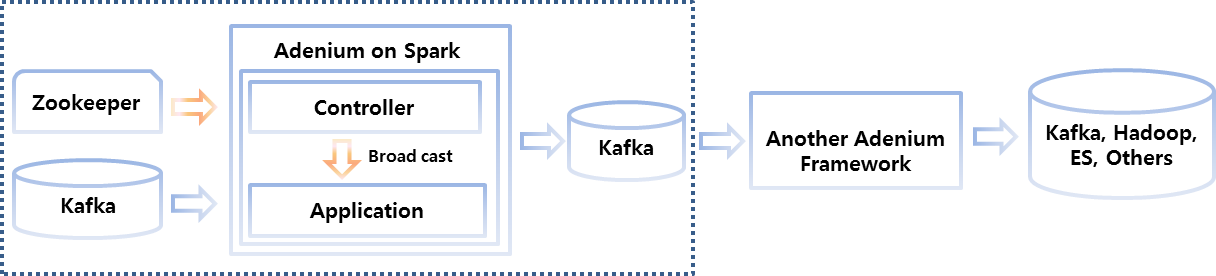 Adenium on Spark
Zookeeper
Controller
Broad cast
Kafka
Application
Kafka
Another Adenium
Framework
Kafka, Hadoop,
ES, Others